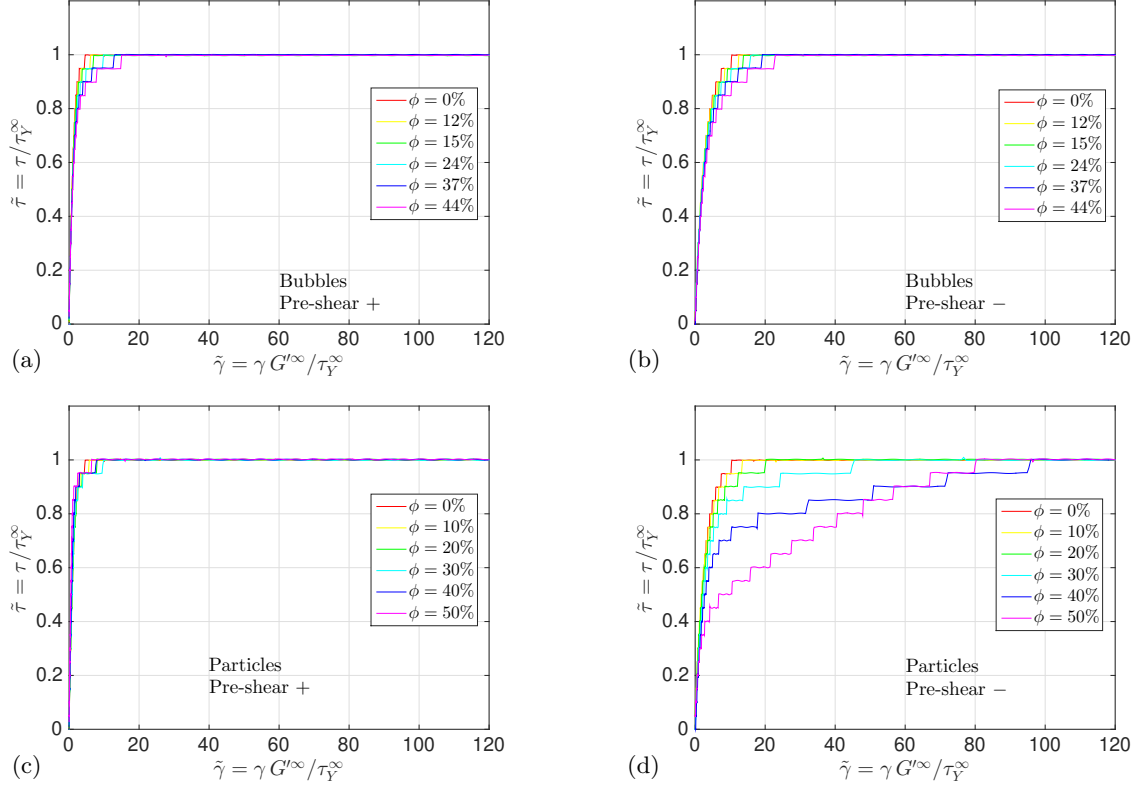 1
0.8
0.6
0.4
0.2
0
τ̃ = τ/τ_Y^∞
ϕ = 0%
ϕ = 12%
ϕ = 15%
ϕ = 24%
ϕ = 37%
ϕ = 44%
Bubbles
Pre-shear +
0 20 40 60 80 100 120
(a)
γ̃ = γ G′^∞/τ_Y^∞
1
0.8
0.6
0.4
0.2
0
τ̃ = τ/τ_Y^∞
ϕ = 0%
ϕ = 12%
ϕ = 15%
ϕ = 24%
ϕ = 37%
ϕ = 44%
Bubbles
Pre-shear −
0 20 40 60 80 100 120
(b)
γ̃ = γ G′^∞/τ_Y^∞
1
0.8
0.6
0.4
0.2
0
τ̃ = τ/τ_Y^∞
ϕ = 0%
ϕ = 10%
ϕ = 20%
ϕ = 30%
ϕ = 40%
ϕ = 50%
Particles
Pre-shear +
0 20 40 60 80 100 120
(c)
γ̃ = γ G′^∞/τ_Y^∞
1
0.8
0.6
0.4
0.2
0
τ̃ = τ/τ_Y^∞
ϕ = 0%
ϕ = 10%
ϕ = 20%
ϕ = 30%
ϕ = 40%
ϕ = 50%
Particles
Pre-shear −
0 20 40 60 80 100 120
(d)
γ̃ = γ G′^∞/τ_Y^∞